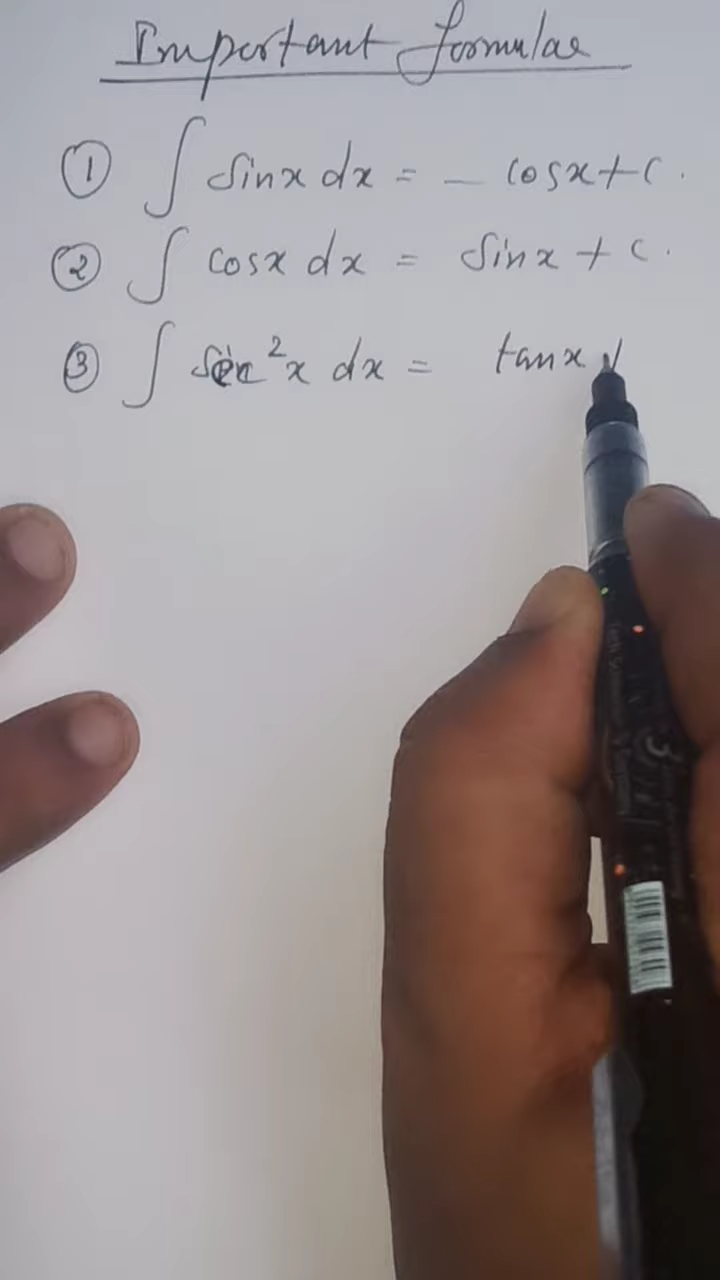 Important formulae
① ∫ sinx dx = - cosx + c.
② ∫ cosx dx = sinx + c.
③ ∫ sec²x dx = tanx